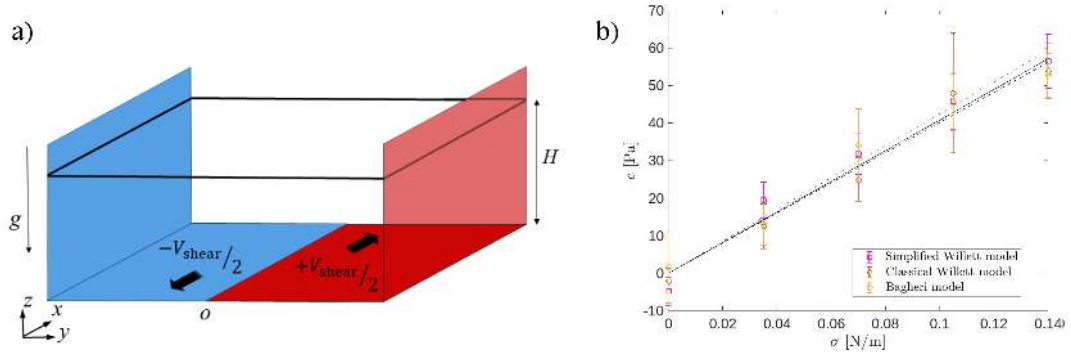 a)
H
g
−V_shear/2
+V_shear/2
z
x
y
o
b)
70
60
50
40
30
20
10
0
-10
c [Pa]
Simplified Willett model
Classical Willett model
Bagheri model
0
0.02
0.04
0.06
0.08
0.1
0.12
0.14
σ [N/m]